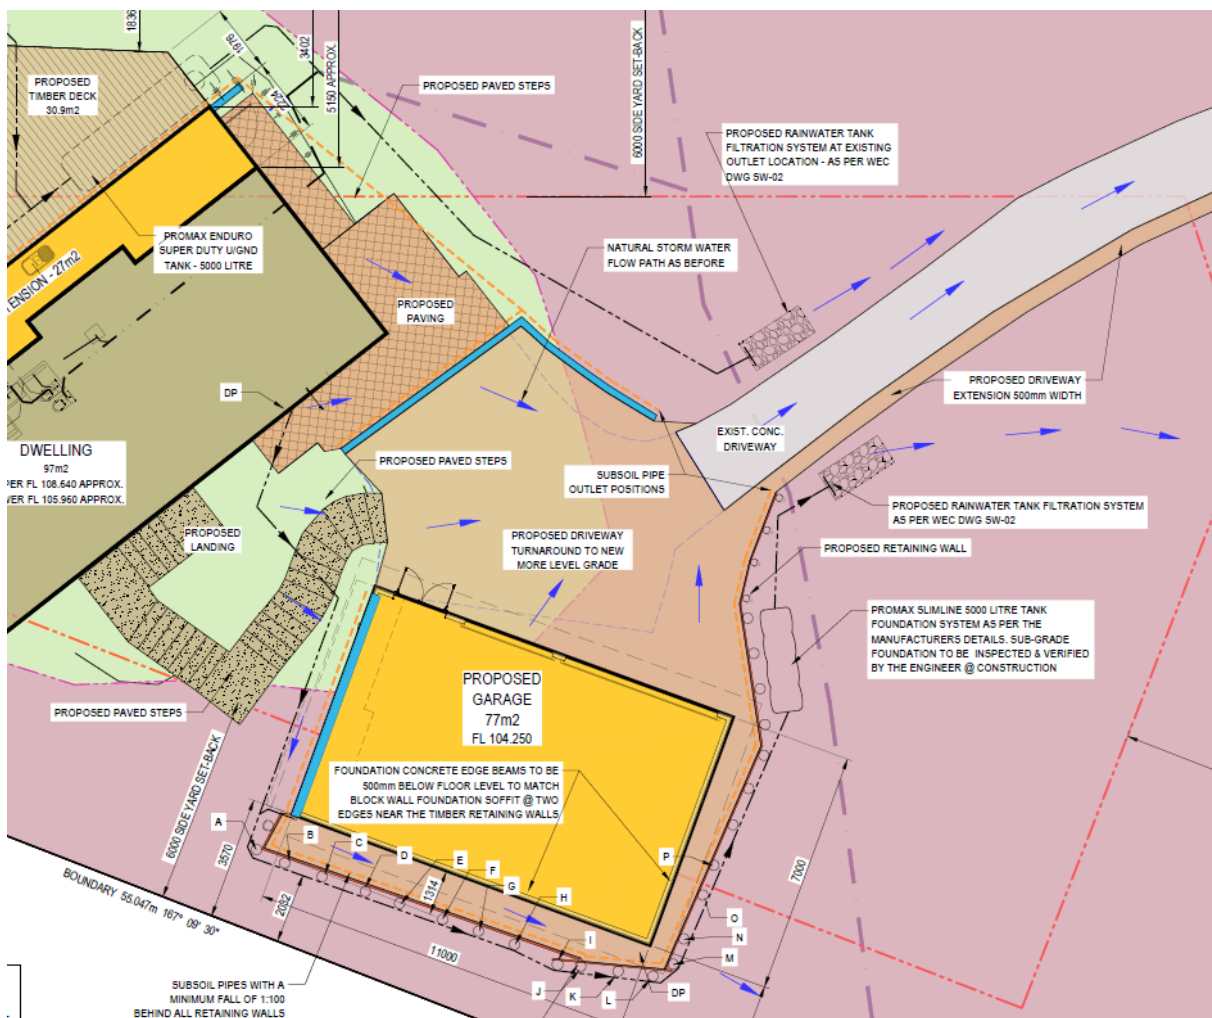 1836
1976
3402
5150 APPROX.
2224
6000 SIDE YARD SET-BACK
PROPOSED
TIMBER DECK
30.9m2
PROPOSED PAVED STEPS
PROPOSED RAINWATER TANK
FILTRATION SYSTEM AT EXISTING
OUTLET LOCATION - AS PER WEC
DWG SW-02
PROMAX ENDURO
SUPER DUTY U/GND
TANK - 5000 LITRE
NATURAL STORM WATER
FLOW PATH AS BEFORE
TENSION - 27m2
PROPOSED
PAVING
DP
PROPOSED DRIVEWAY
EXTENSION 500mm WIDTH
EXIST. CONC.
DRIVEWAY
DWELLING
97m2
PER FL 108.640 APPROX.
WER FL 105.960 APPROX.
PROPOSED PAVED STEPS
SUBSOIL PIPE
OUTLET POSITIONS
PROPOSED RAINWATER TANK FILTRATION SYSTEM
AS PER WEC DWG SW-02
PROPOSED
LANDING
PROPOSED DRIVEWAY
TURNAROUND TO NEW
MORE LEVEL GRADE
PROPOSED RETAINING WALL
PROMAX SLIMLINE 5000 LITRE TANK
FOUNDATION SYSTEM AS PER THE
MANUFACTURERS DETAILS. SUB-GRADE
FOUNDATION TO BE INSPECTED & VERIFIED
BY THE ENGINEER @ CONSTRUCTION
PROPOSED
GARAGE
77m2
FL 104.250
PROPOSED PAVED STEPS
FOUNDATION CONCRETE EDGE BEAMS TO BE
500mm BELOW FLOOR LEVEL TO MATCH
BLOCK WALL FOUNDATION SOFFIT @ TWO
EDGES NEAR THE TIMBER RETAINING WALLS
6000 SIDE YARD SET-BACK
3570
2082
1314
11000
7000
A
B
C
D
E
F
G
H
I
J
K
L
DP
M
N
O
P
BOUNDARY 55.047m 167° 09' 30"
SUBSOIL PIPES WITH A
MINIMUM FALL OF 1:100
BEHIND ALL RETAINING WALLS